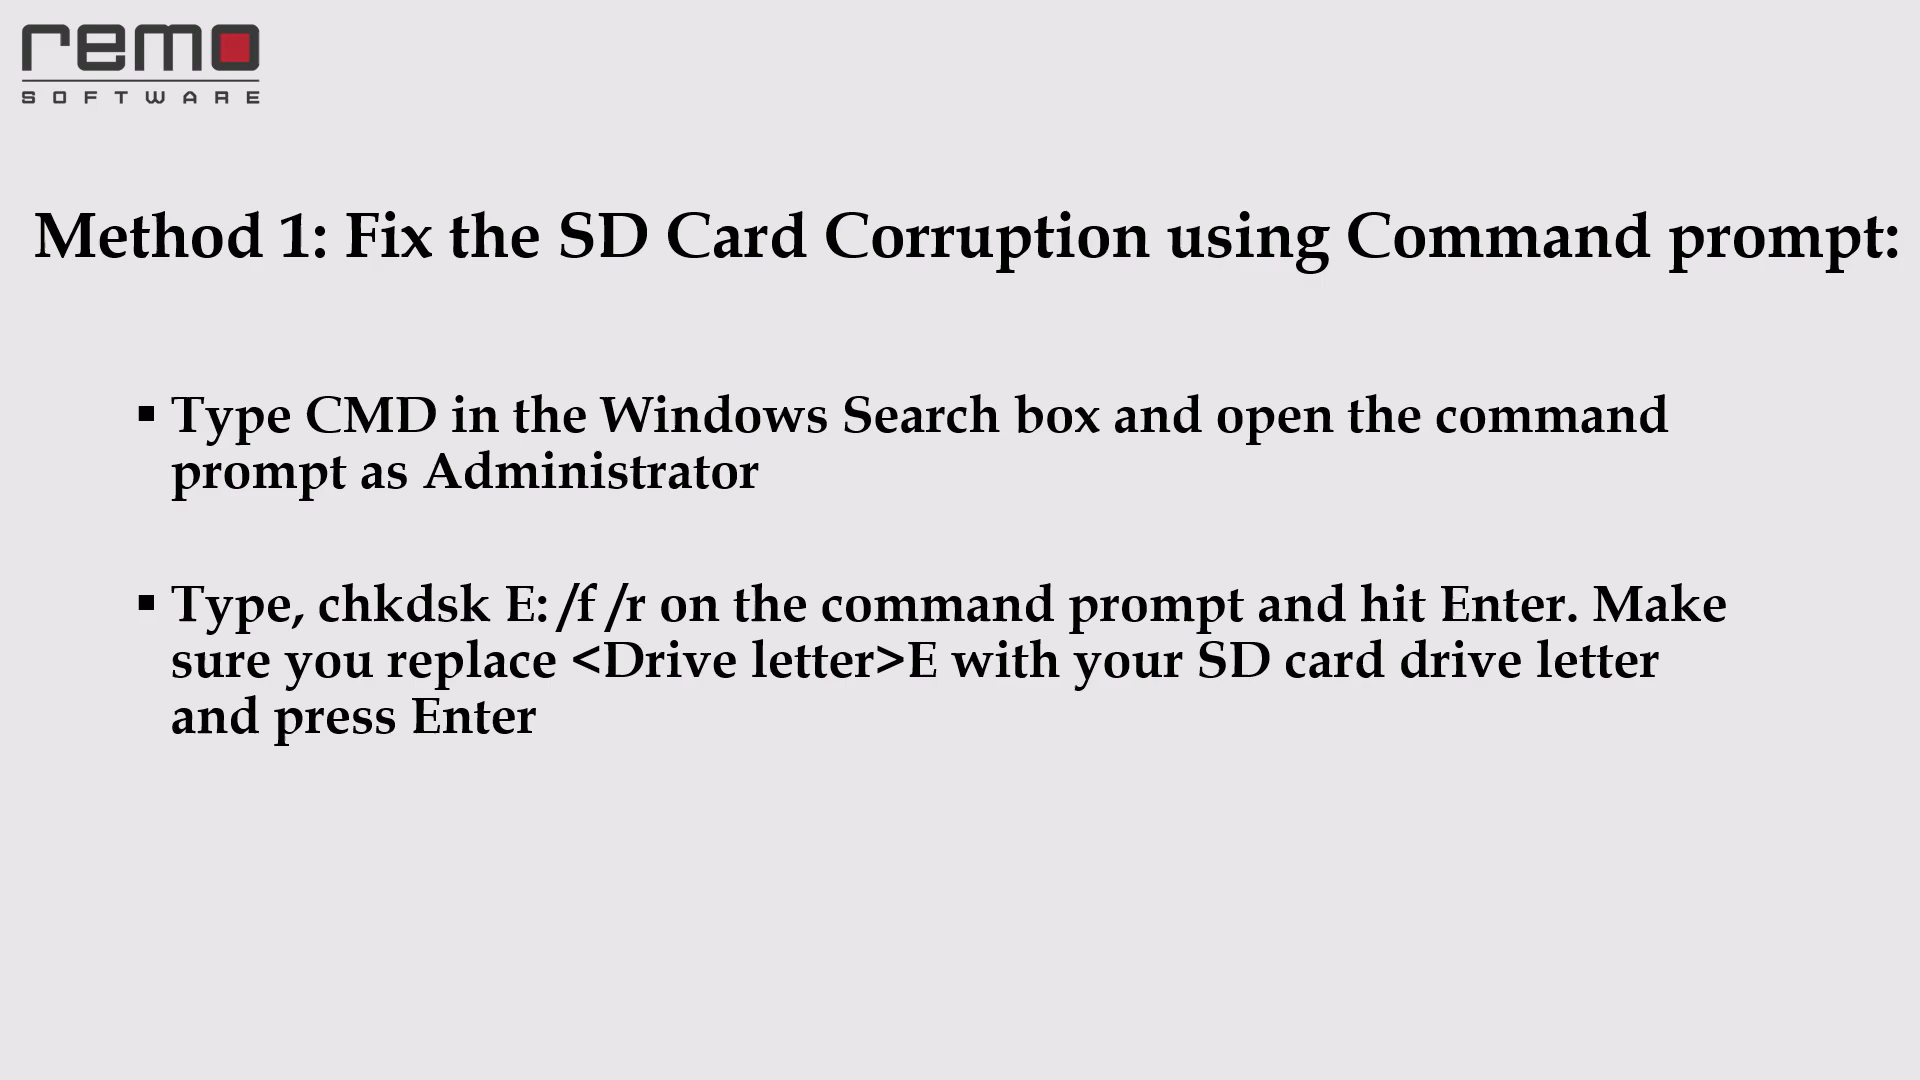 remo
SOFTWARE
Method 1: Fix the SD Card Corruption using Command prompt:
▪ Type CMD in the Windows Search box and open the command
prompt as Administrator
▪ Type, chkdsk E: /f /r on the command prompt and hit Enter. Make
sure you replace <Drive letter>E with your SD card drive letter
and press Enter